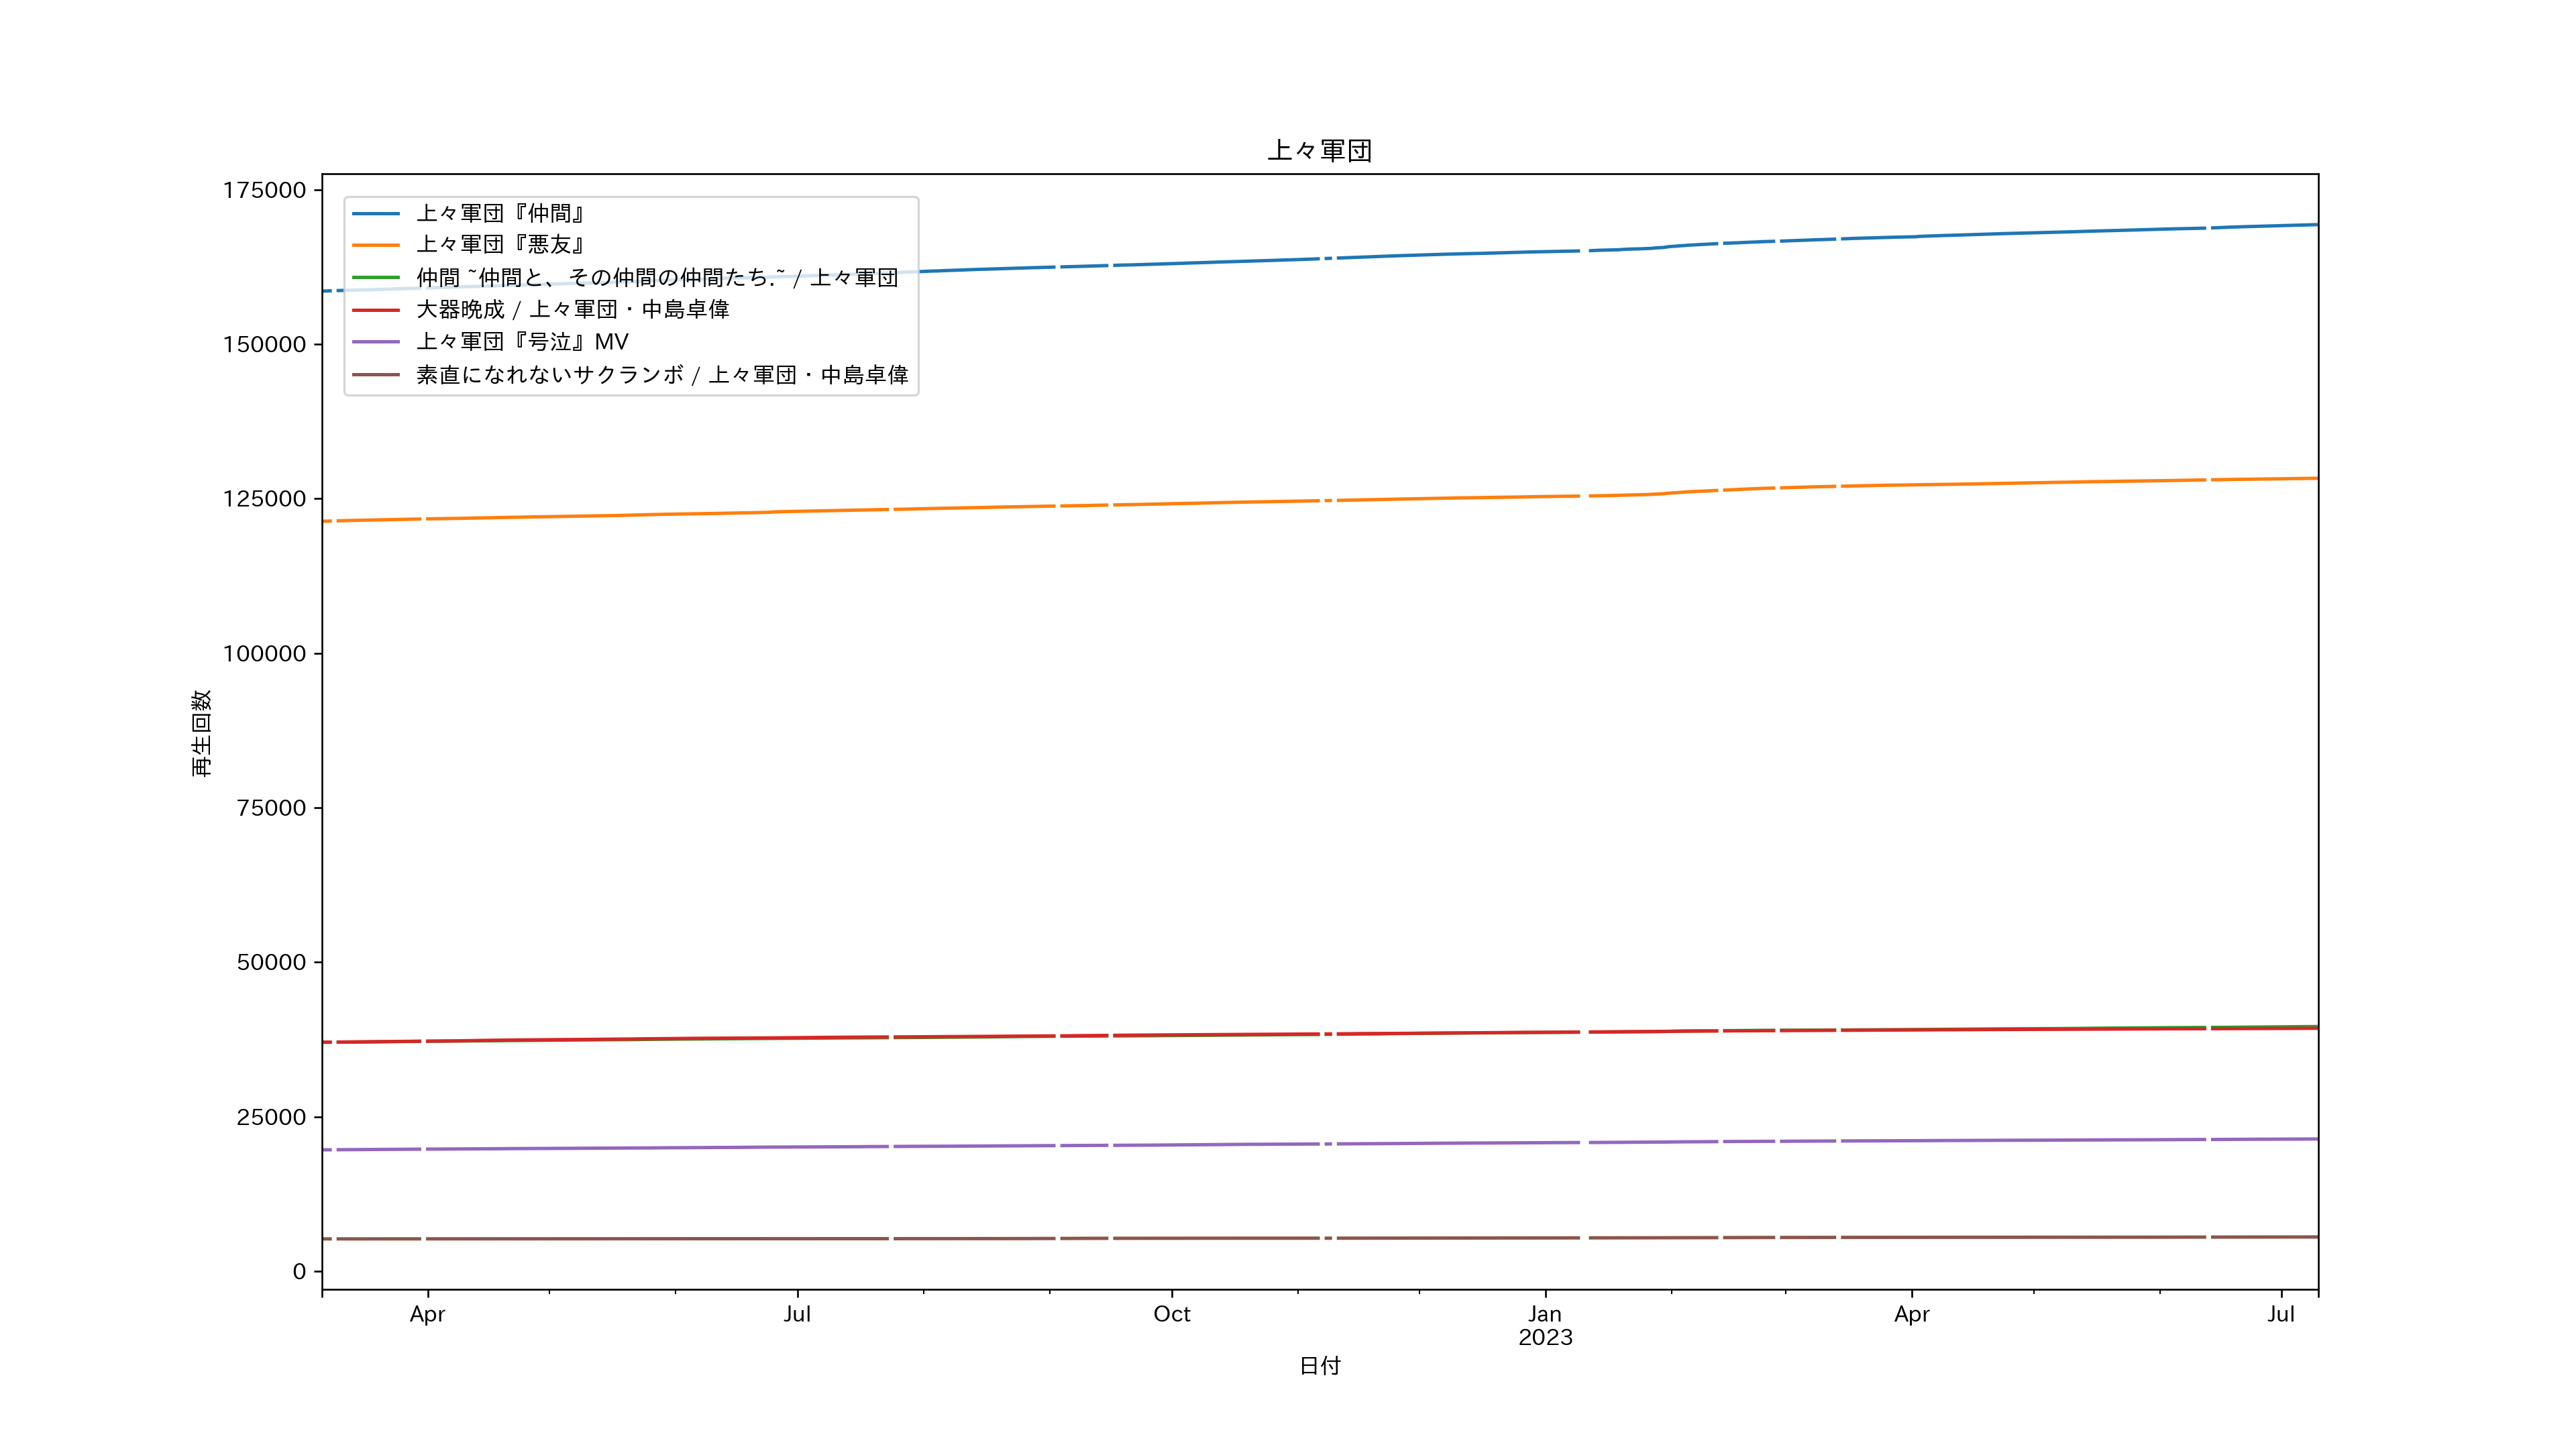 上々軍団
175000
150000
125000
100000
75000
50000
25000
0
再生回数
上々軍団『仲間』
上々軍団『悪友』
仲間 ~仲間と、その仲間の仲間たち.~ / 上々軍団
大器晩成 / 上々軍団・中島卓偉
上々軍団『号泣』MV
素直になれないサクランボ / 上々軍団・中島卓偉
Apr Jul Oct Jan Apr Jul
2023
日付